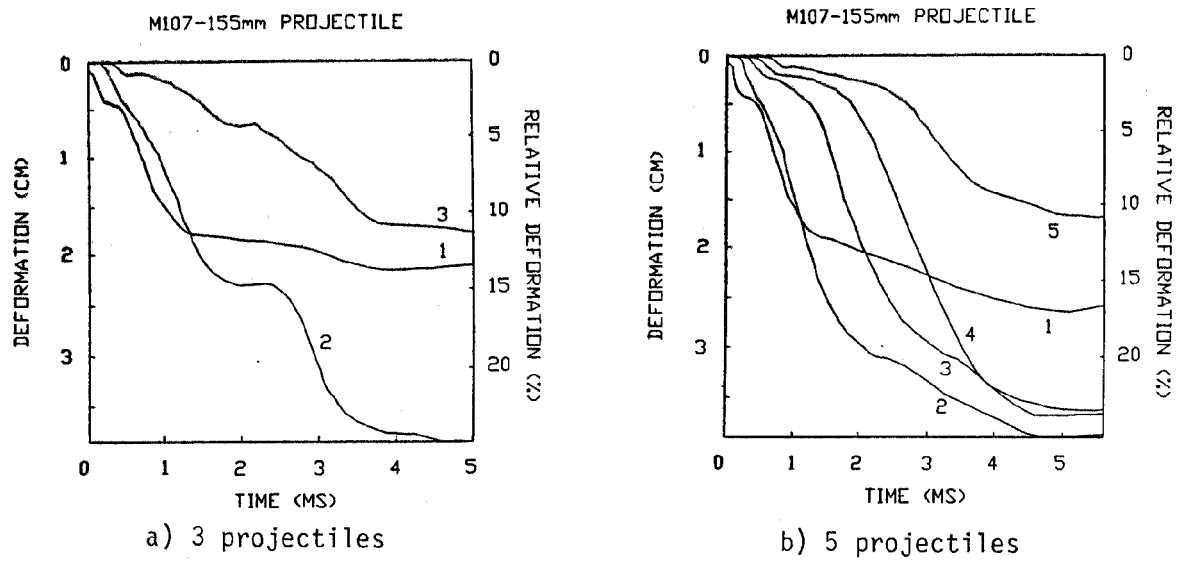 M107-155mm PROJECTILE
0
1
2
3
DEFORMATION (CM)
0
5
10
15
20
RELATIVE DEFORMATION (%)
3
1
2
0 1 2 3 4 5
TIME (MS)
a) 3 projectiles
M107-155mm PROJECTILE
0
1
2
3
DEFORMATION (CM)
0
5
10
15
20
RELATIVE DEFORMATION (%)
5
1
4
3
2
0 1 2 3 4 5
TIME (MS)
b) 5 projectiles